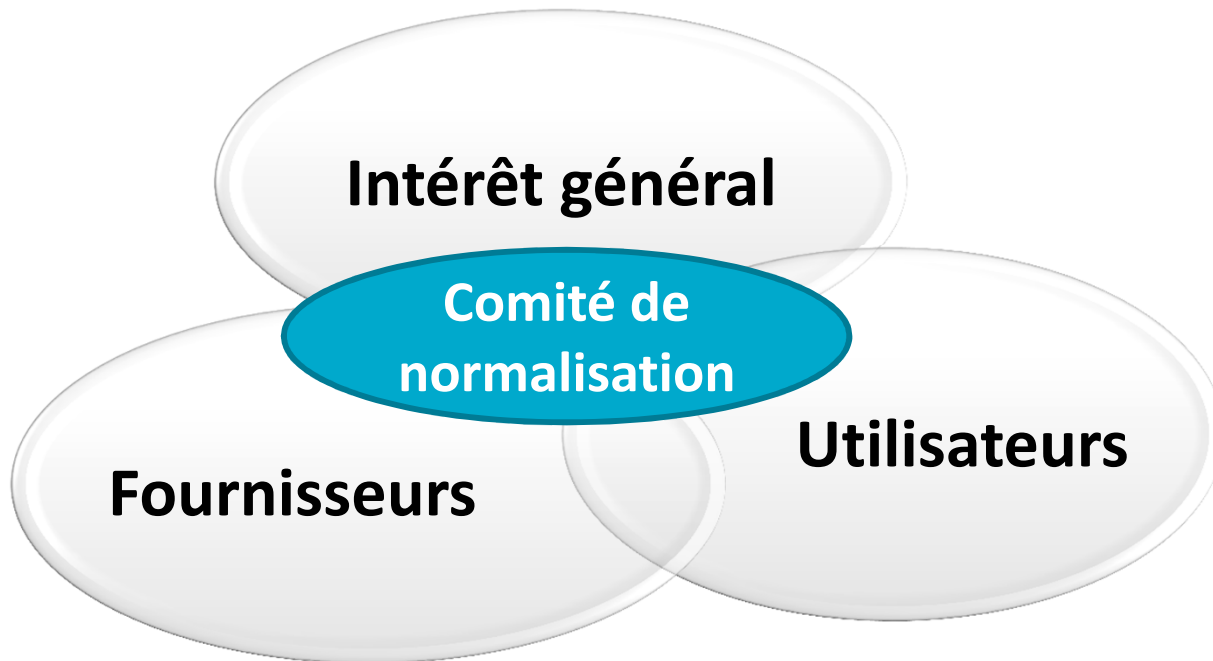 Intérêt général
Comité de
normalisation
Utilisateurs
Fournisseurs